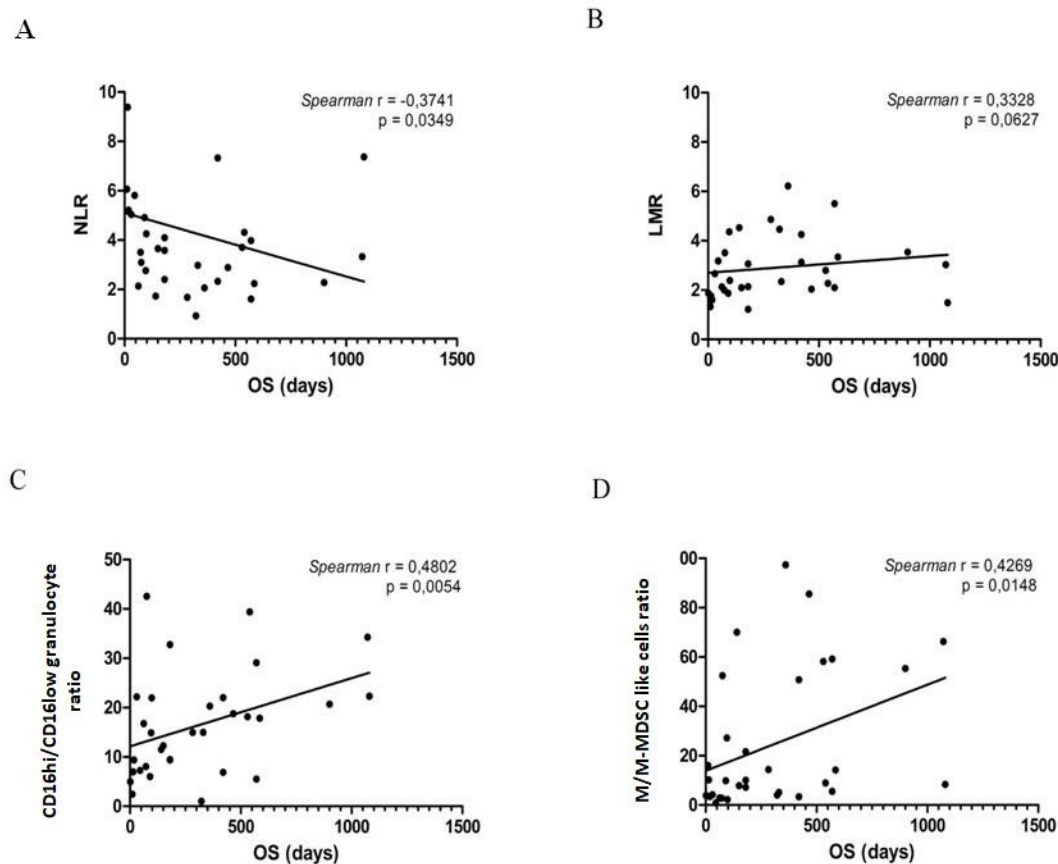 A
Spearman r = -0,3741
p = 0,0349
10
8
6
4
2
0
NLR
0
500
1000
1500
OS (days)
B
Spearman r = 0,3328
p = 0,0627
10
8
6
4
2
0
LMR
0
500
1000
1500
OS (days)
C
Spearman r = 0,4802
p = 0,0054
50
40
30
20
10
0
CD16hi/CD16low granulocyte
ratio
0
500
1000
1500
OS (days)
D
Spearman r = 0,4269
p = 0,0148
00
80
60
40
20
0
M/M-MDSC like cells ratio
0
500
1000
1500
OS (days)